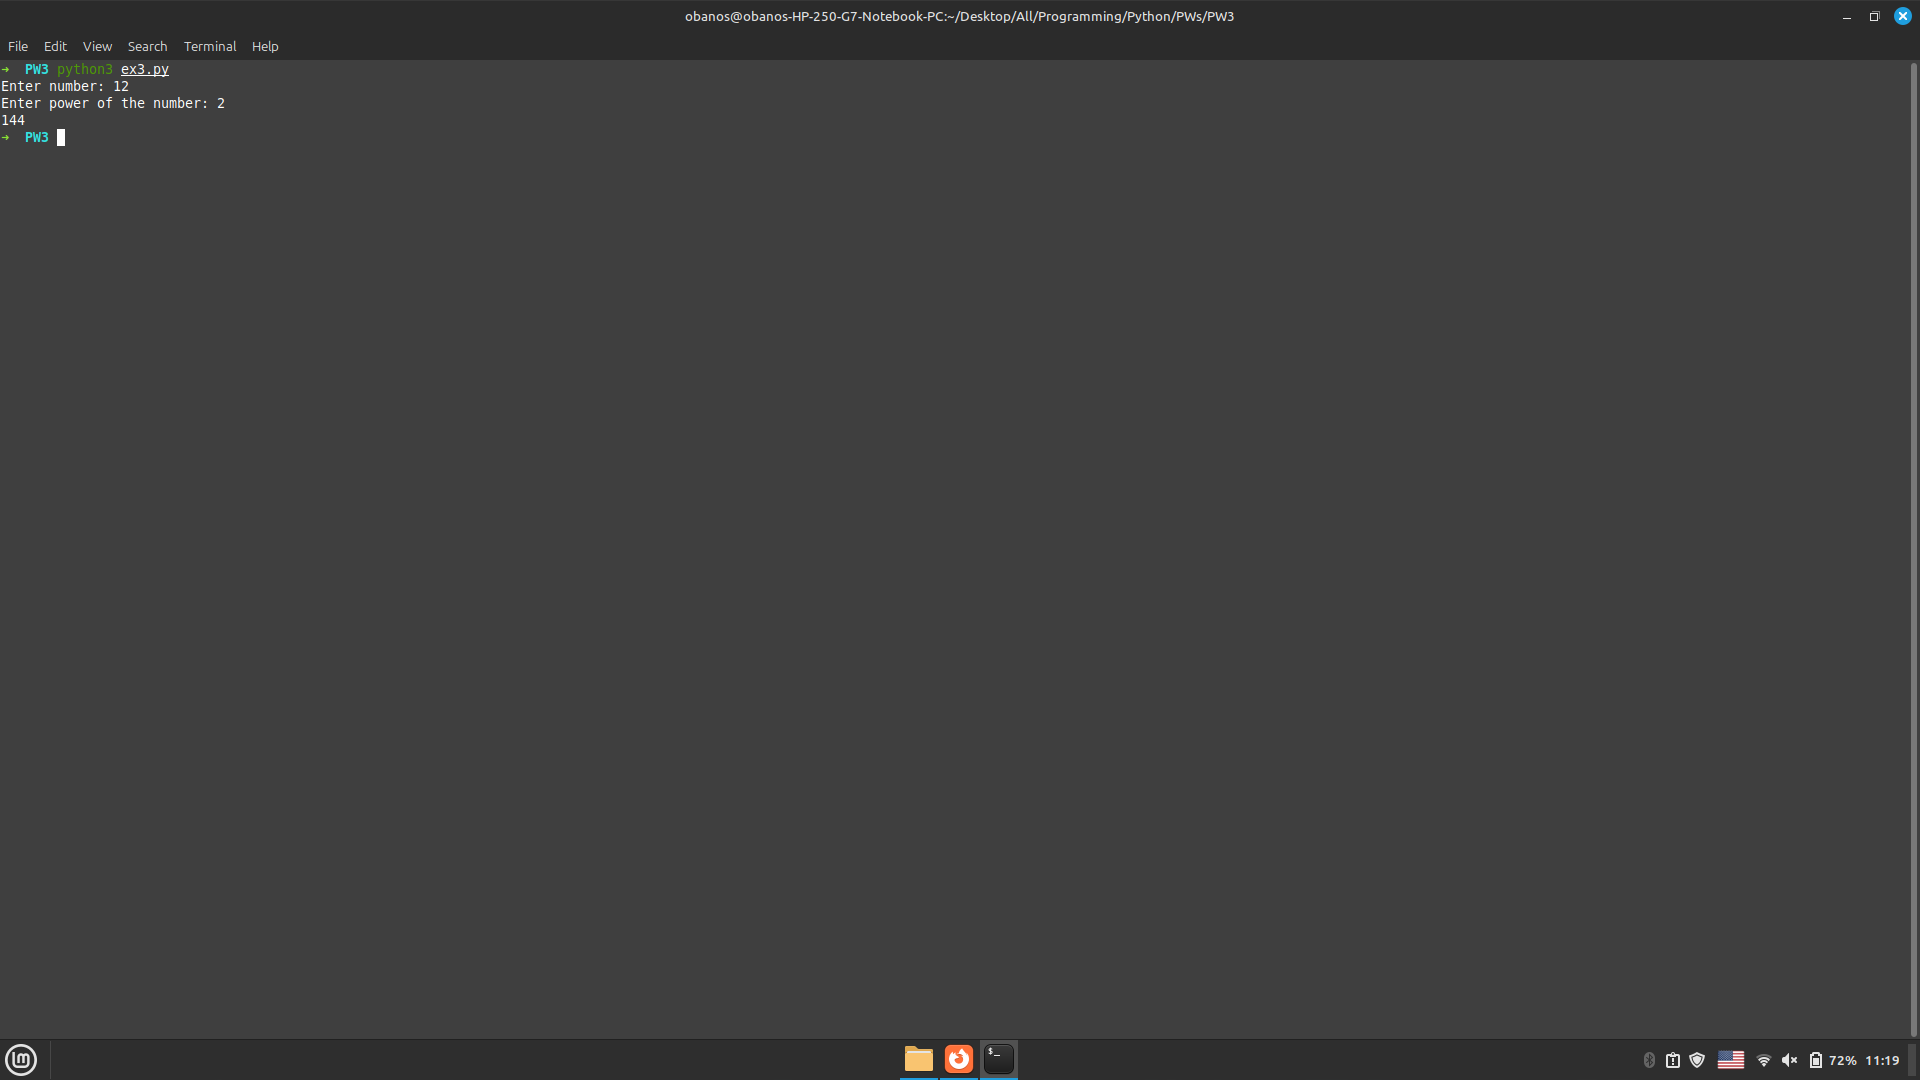 obanos@obanos-HP-250-G7-Notebook-PC:~/Desktop/All/Programming/Python/PWs/PW3
File Edit View Search Terminal Help
➜ PW3 python3 ex3.py
Enter number: 12
Enter power of the number: 2
144
➜ PW3
$_
lm
72% 11:19